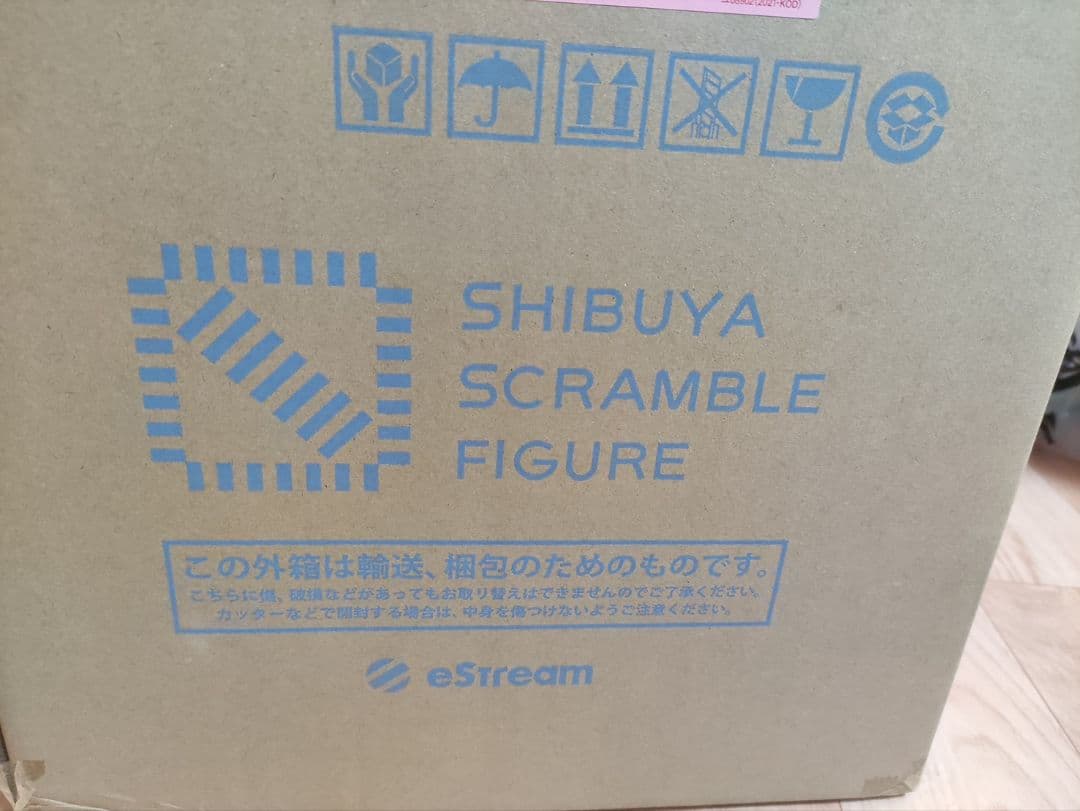 (2021-KOD)
SHIBUYA
SCRAMBLE
FIGURE
この外箱は輸送、梱包のためのものです。
こちらに傷、破損などがあってもお取り替えはできませんのでご了承ください。
カッターなどで開封する場合は、中身を傷つけないようご注意ください。
eStream